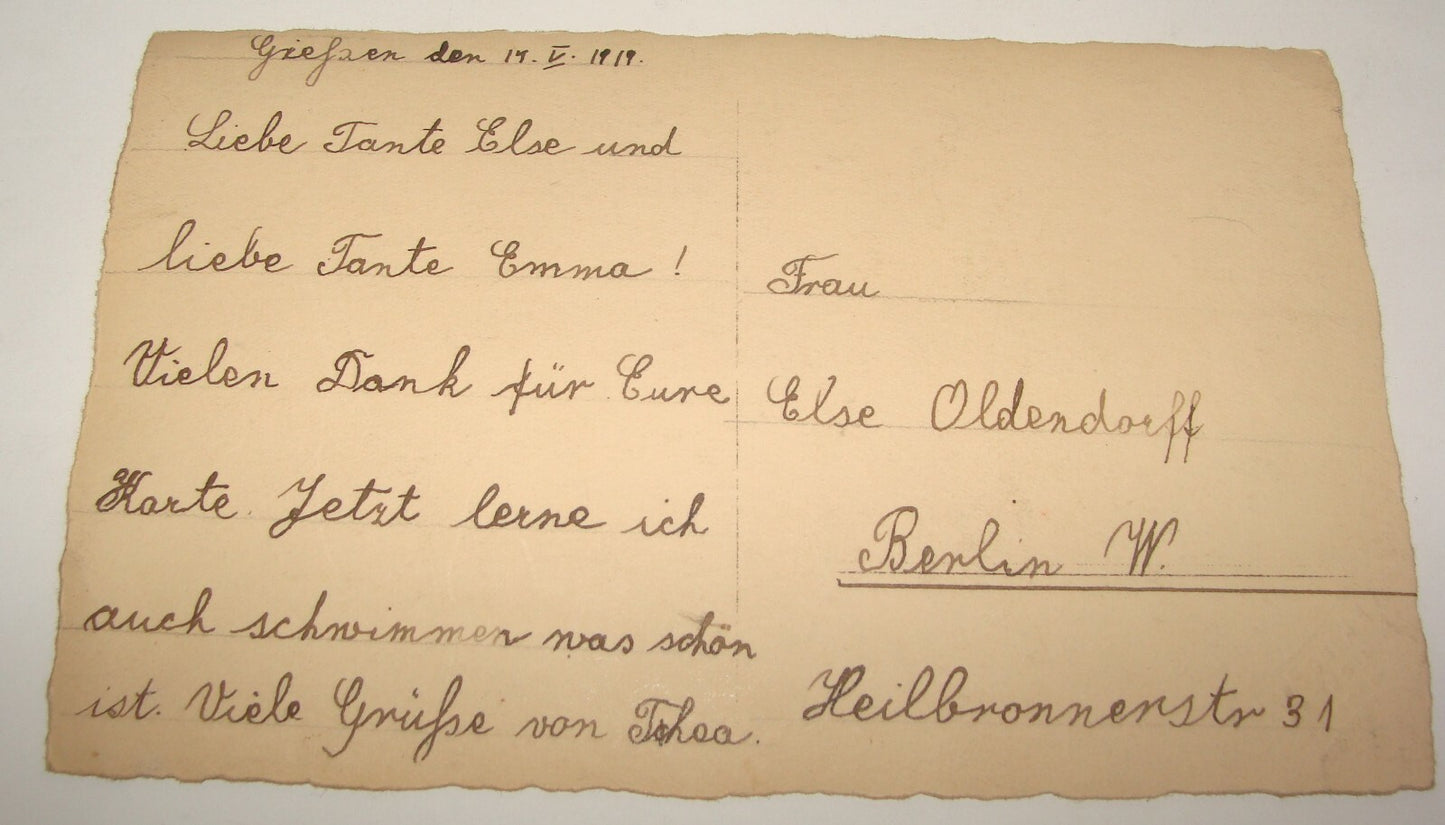 Gießen den 19. V. 1919.
Liebe Tante Else und
liebe Tante Emma!
Vielen Dank für Eure
Karte. Jetzt lerne ich
auch schwimmen was schön
ist. Viele Grüße von Thea.
Frau
Else Oldendorff
Berlin W.
Heilbronnerstr 31